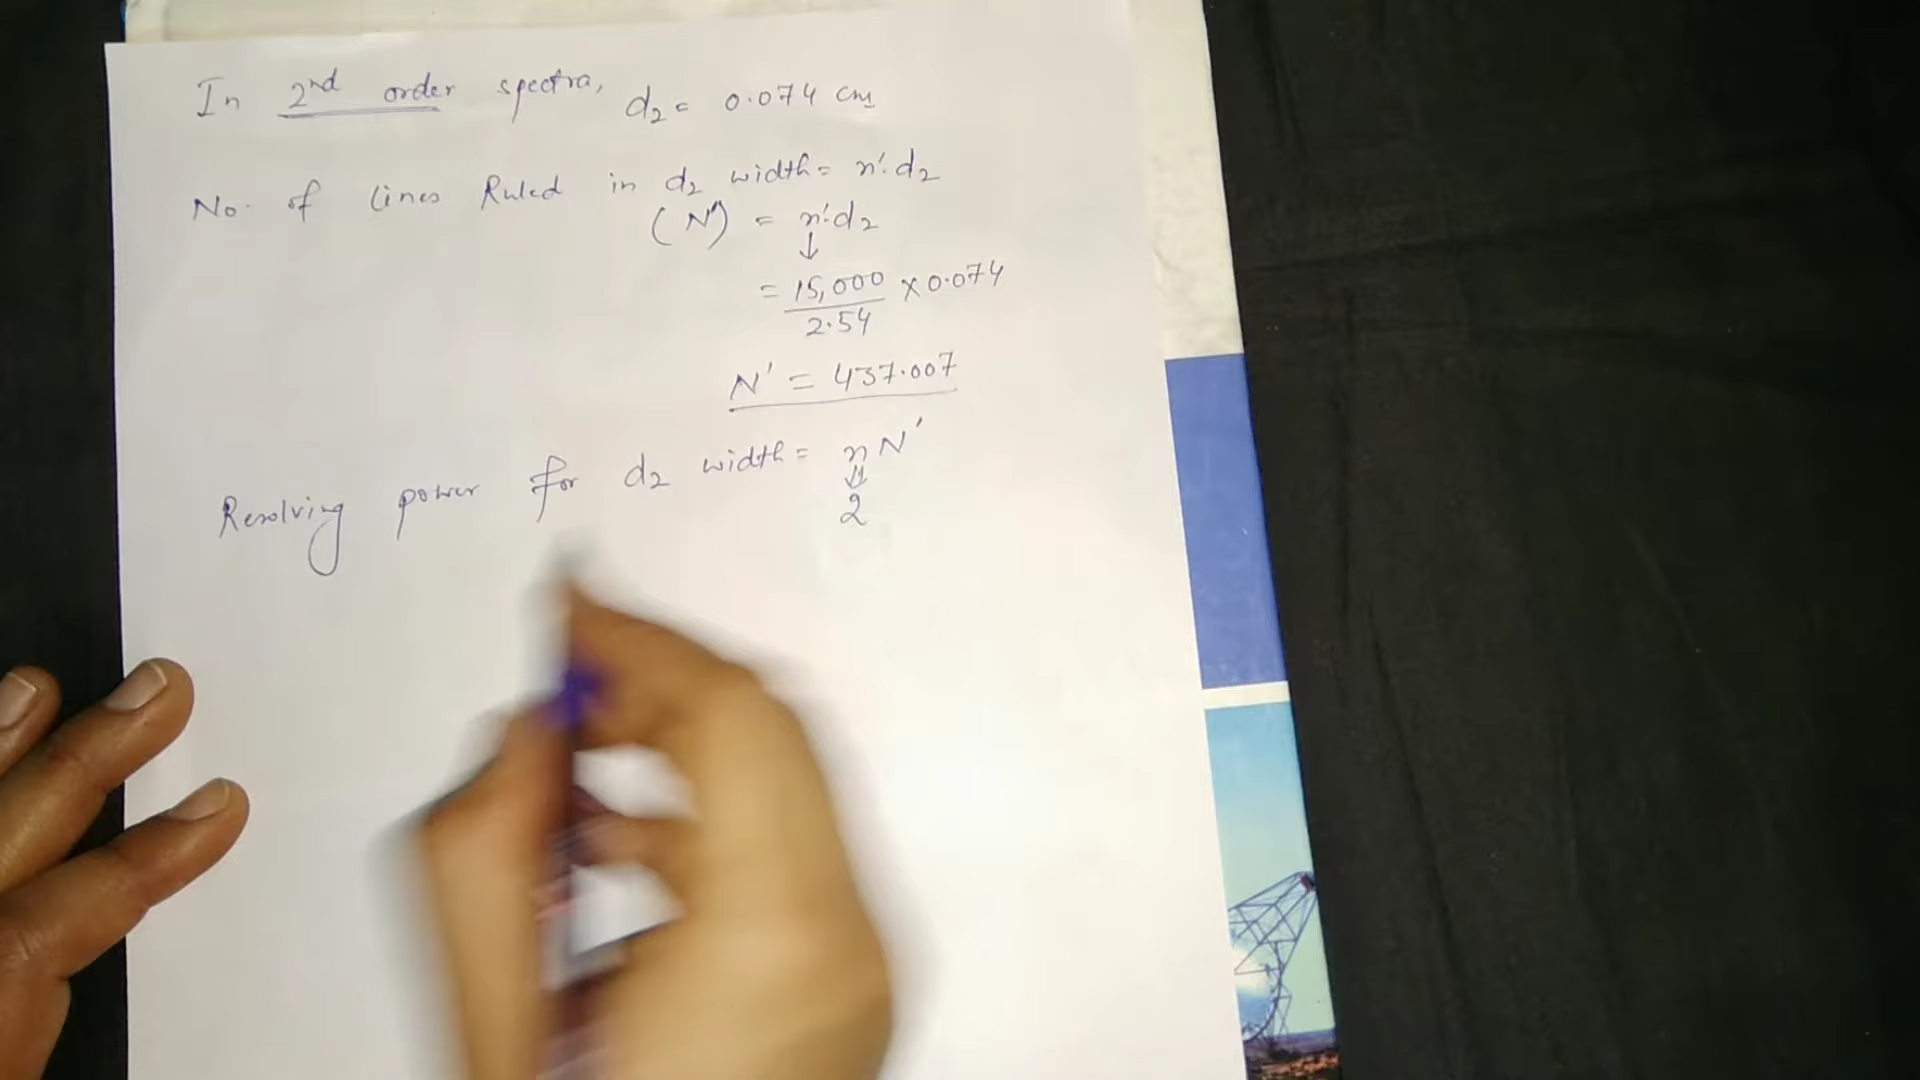 In 2nd order spectra, d₂ = 0.074 cm
No. of lines Ruled in d₂ width = n'.d₂
(N') = n'.d₂
↓
= 15,000 / 2.54 × 0.074
N' = 437.007
Resolving power for d₂ width = n N'
⇓
2